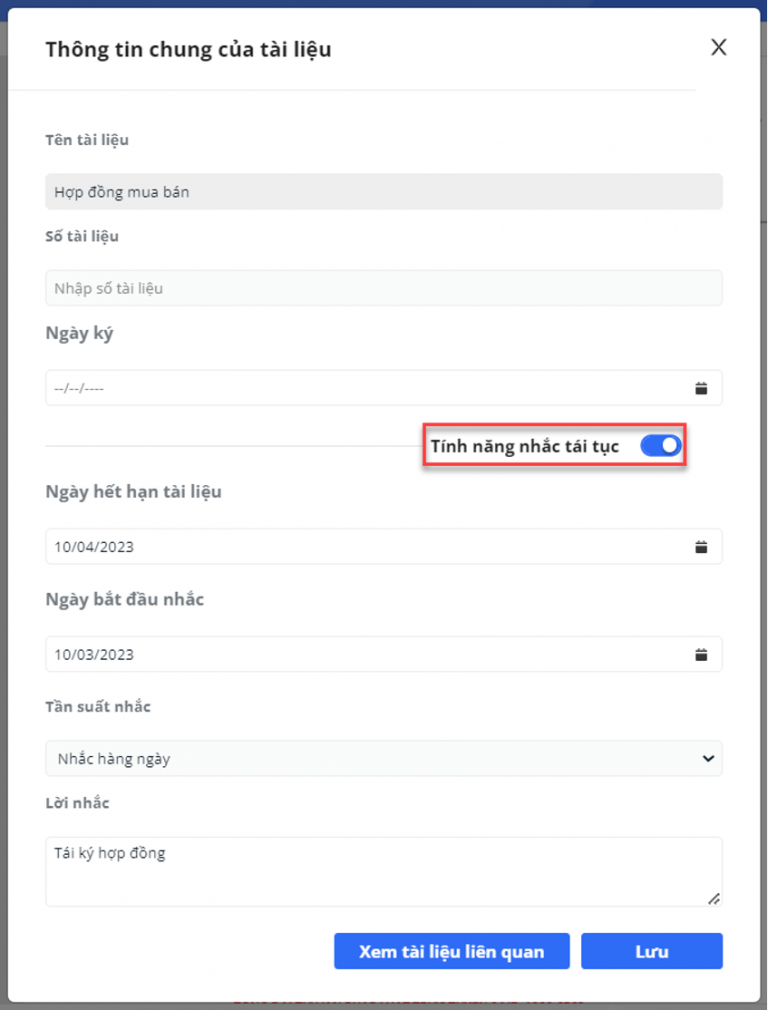 Thông tin chung của tài liệu
Tên tài liệu
Hợp đồng mua bán
Số tài liệu
Nhập số tài liệu
Ngày ký
--/--/----
Tính năng nhắc tái tục
Ngày hết hạn tài liệu
10/04/2023
Ngày bắt đầu nhắc
10/03/2023
Tần suất nhắc
Nhắc hàng ngày
Lời nhắc
Tái ký hợp đồng
Xem tài liệu liên quan
Lưu